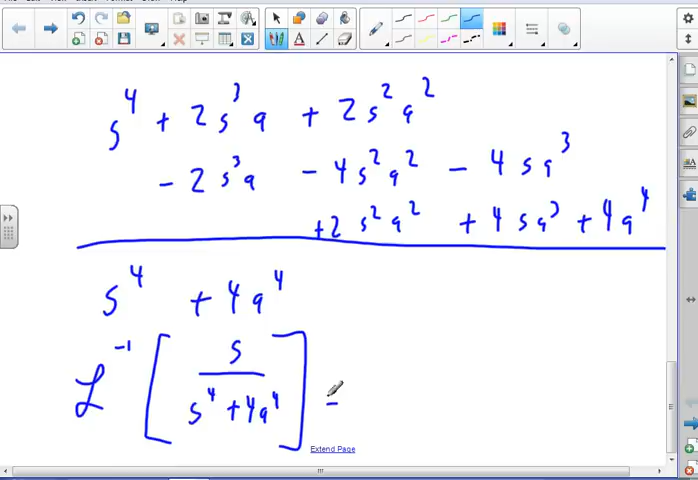 s⁴ + 2s³a + 2s²a²
- 2s³a - 4s²a² - 4sa³
+2s²a² + 4sa³ + 4a⁴
s⁴ + 4a⁴
ℒ⁻¹ [ s / (s⁴ + 4a⁴) ] =
Extend Page